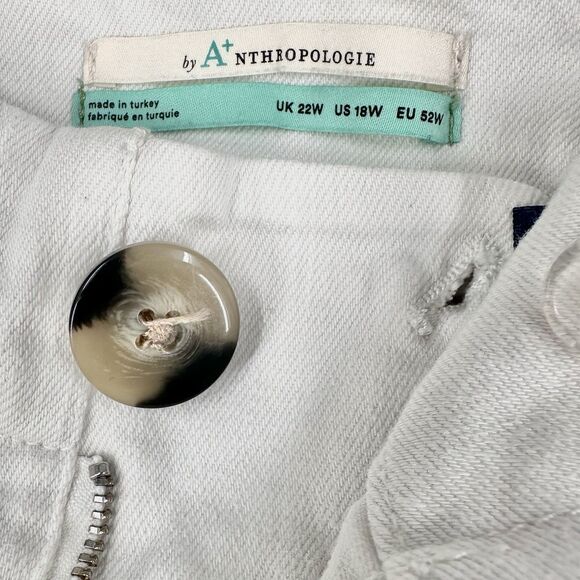 by A+NTHROPOLOGIE
made in turkey UK 22W US 18W EU 52W
fabriqué en turquie